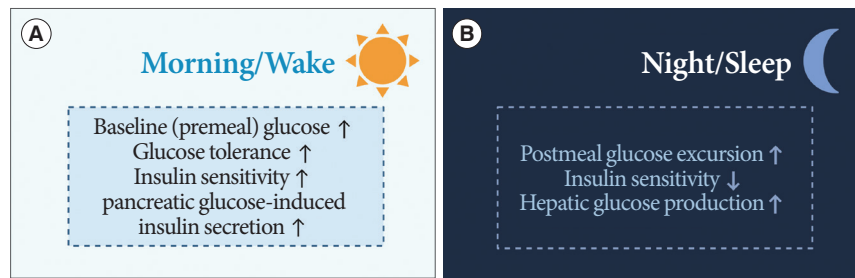 A
Morning/Wake
Baseline (premeal) glucose ↑
Glucose tolerance ↑
Insulin sensitivity ↑
pancreatic glucose-induced
insulin secretion ↑
B
Night/Sleep
Postmeal glucose excursion ↑
Insulin sensitivity ↓
Hepatic glucose production ↑